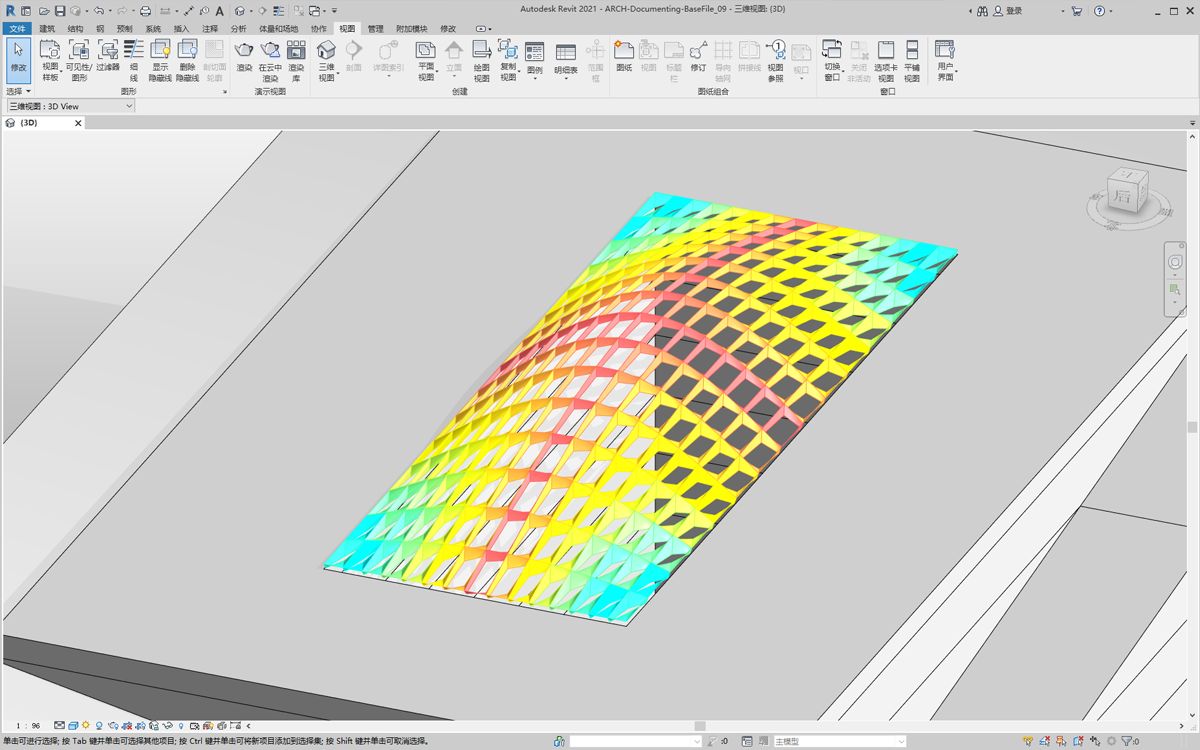 Autodesk Revit 2021 - ARCH-Documenting-BaseFile_09 - 三维视图: {3D}
登录
文件 建筑 结构 钢 预制 系统 插入 注释 分析 体量和场地 协作 视图 管理 附加模块 修改
修改
视图样板 可见性/图形 过滤器 细线 显示隐藏线 删除隐藏线 剖切面轮廓
渲染 在云中渲染 渲染库
三维视图 剖面 详图索引 平面视图 立面 绘图视图 复制视图 图例 明细表 范围框
图纸 视图 标题栏 修订 导向轴网 拼接线 视图参照 视口
切换窗口 关闭非活动 选项卡视图 平铺视图 用户界面
选择 图形 演示视图 创建 图纸组合 窗口
三维视图 : 3D View
{3D}
后
1 : 96
单击可进行选择; 按 Tab 键并单击可选择其他项目; 按 Ctrl 键并单击可将新项目添加到选择集; 按 Shift 键并单击可取消选择。
:0
主模型
:0